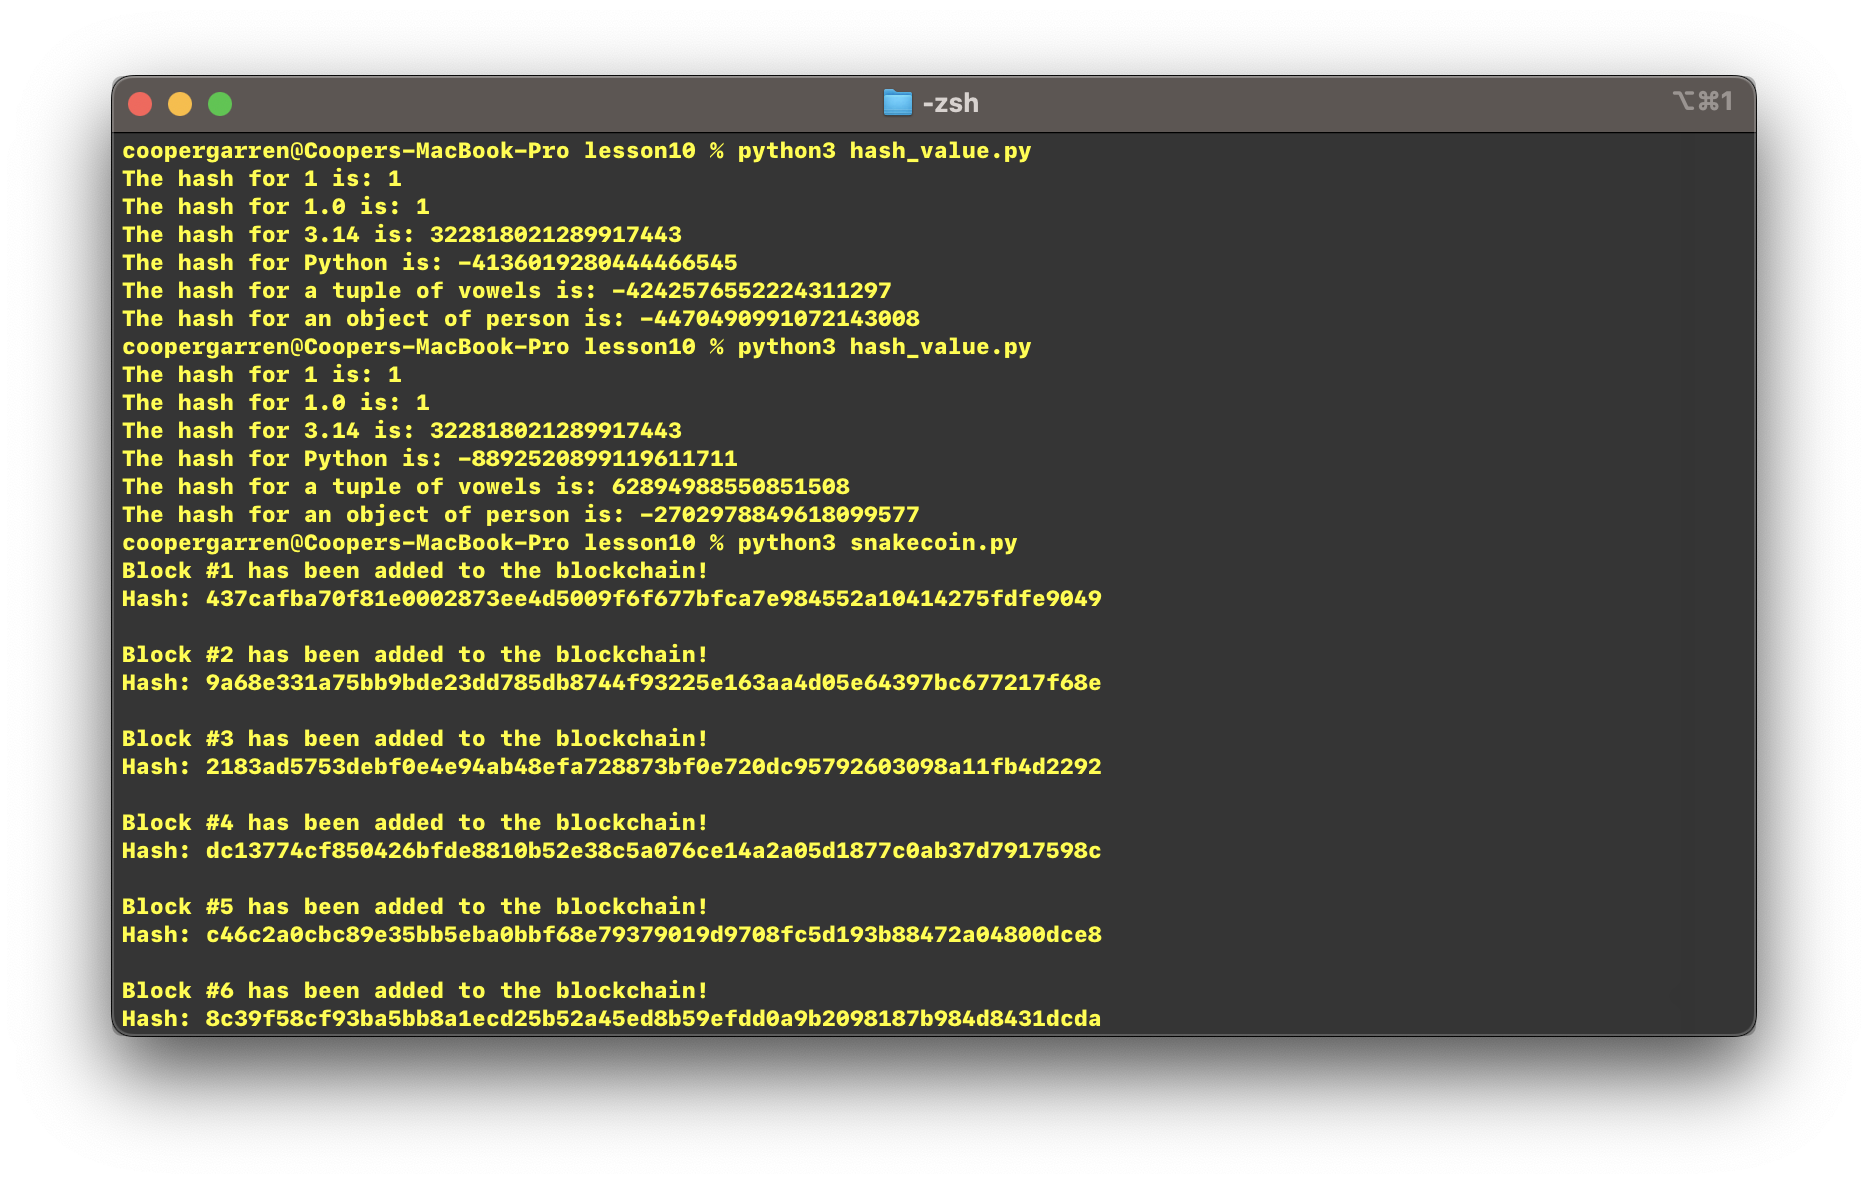 -zsh
⌥⌘1
coopergarren@Coopers-MacBook-Pro lesson10 % python3 hash_value.py
The hash for 1 is: 1
The hash for 1.0 is: 1
The hash for 3.14 is: 322818021289917443
The hash for Python is: -4136019280444466545
The hash for a tuple of vowels is: -4242576552224311297
The hash for an object of person is: -4470490991072143008
coopergarren@Coopers-MacBook-Pro lesson10 % python3 hash_value.py
The hash for 1 is: 1
The hash for 1.0 is: 1
The hash for 3.14 is: 322818021289917443
The hash for Python is: -8892520899119611711
The hash for a tuple of vowels is: 62894988550851508
The hash for an object of person is: -2702978849618099577
coopergarren@Coopers-MacBook-Pro lesson10 % python3 snakecoin.py
Block #1 has been added to the blockchain!
Hash: 437cafba70f81e0002873ee4d5009f6f677bfca7e984552a10414275fdfe9049
Block #2 has been added to the blockchain!
Hash: 9a68e331a75bb9bde23dd785db8744f93225e163aa4d05e64397bc677217f68e
Block #3 has been added to the blockchain!
Hash: 2183ad5753debf0e4e94ab48efa728873bf0e720dc95792603098a11fb4d2292
Block #4 has been added to the blockchain!
Hash: dc13774cf850426bfde8810b52e38c5a076ce14a2a05d1877c0ab37d7917598c
Block #5 has been added to the blockchain!
Hash: c46c2a0cbc89e35bb5eba0bbf68e79379019d9708fc5d193b88472a04800dce8
Block #6 has been added to the blockchain!
Hash: 8c39f58cf93ba5bb8a1ecd25b52a45ed8b59efdd0a9b2098187b984d8431dcda